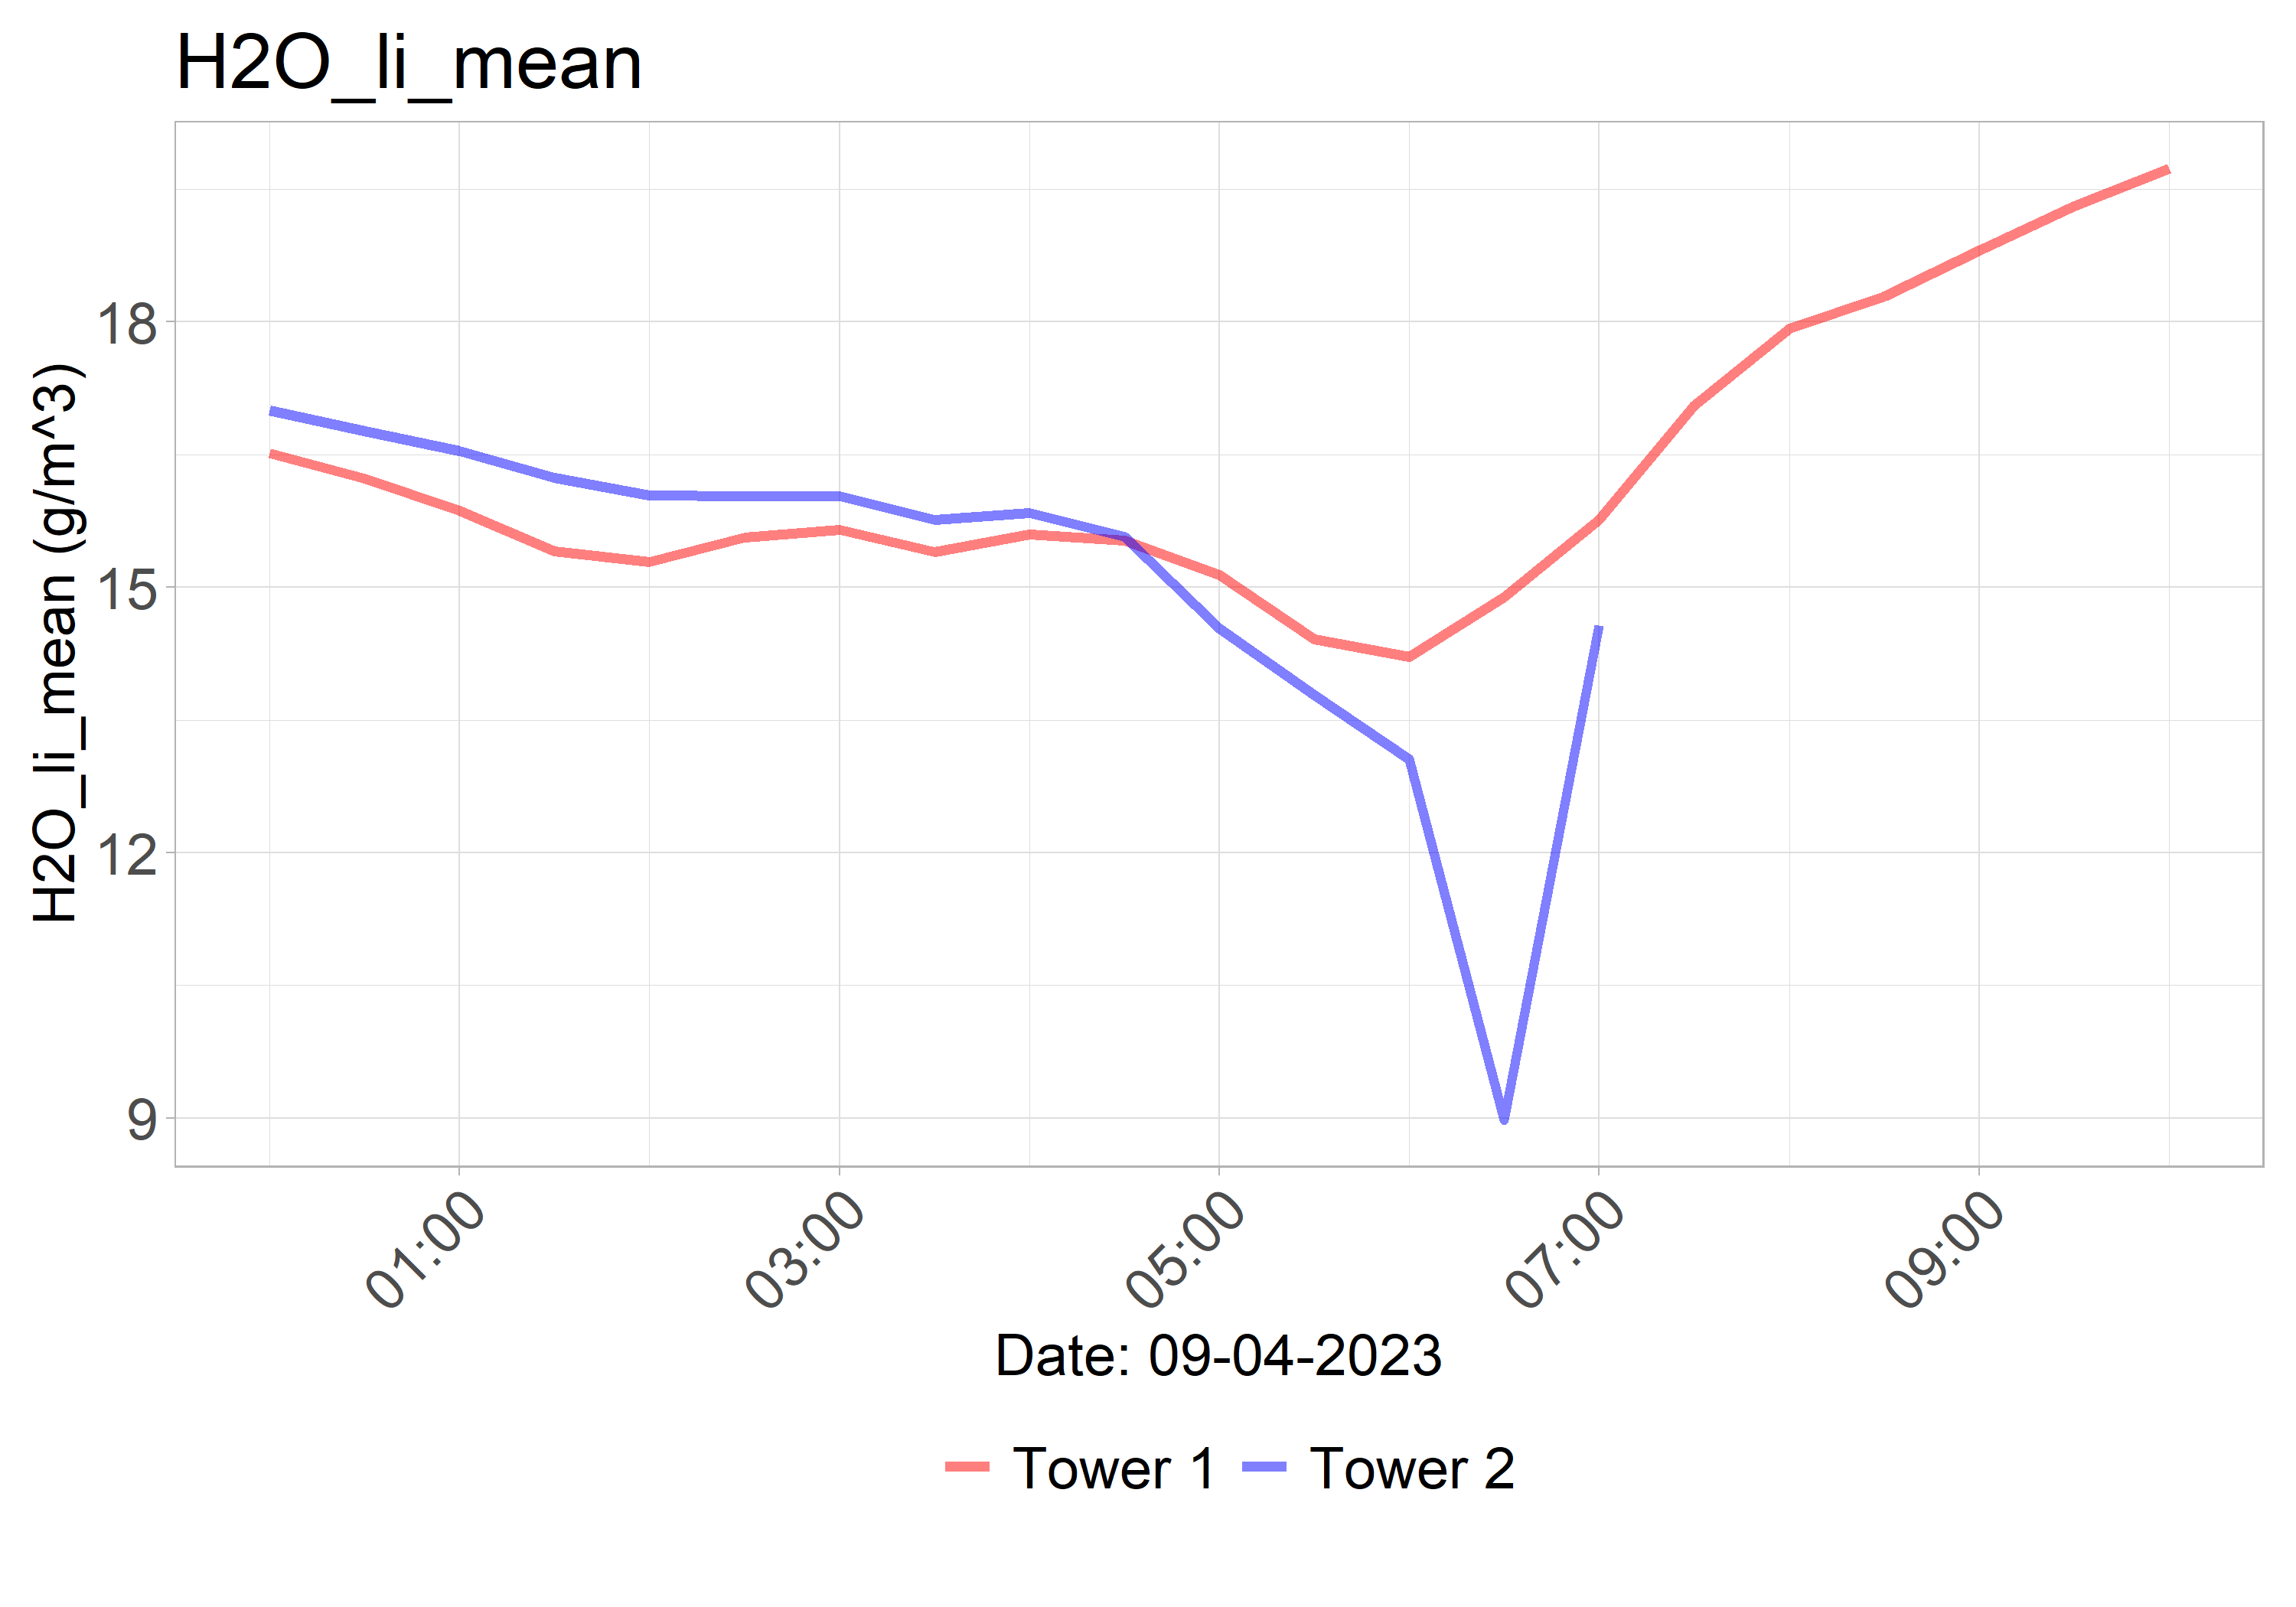 H2O_li_mean
H2O_li_mean (g/m^3)
18
15
12
9
01:00
03:00
05:00
07:00
09:00
Date: 09-04-2023
Tower 1
Tower 2